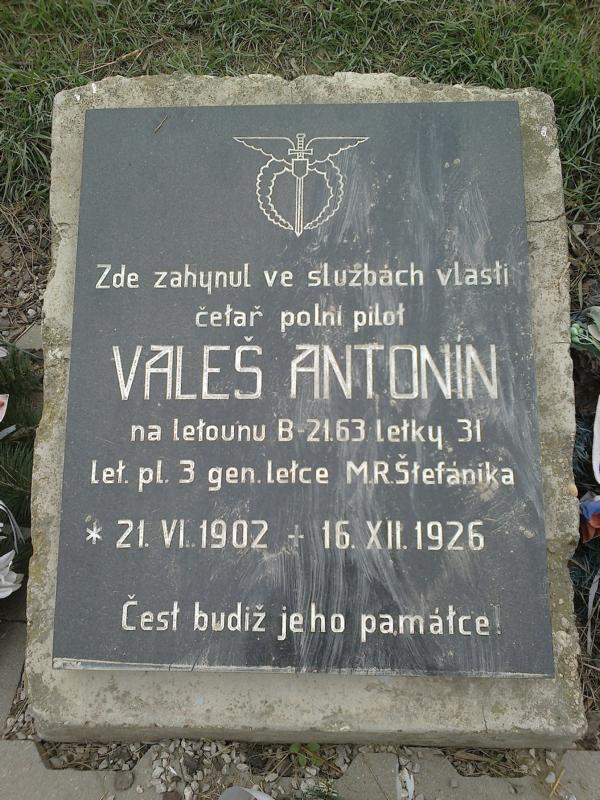 Zde zahynul ve službách vlasti
četař polní pilot
VALEŠ ANTONÍN
na letounu B-21.63 letky 31
let. pl. 3 gen. letce M.R.Štefánika
* 21. VI. 1902 + 16. XII. 1926
Čest budiž jeho památce!